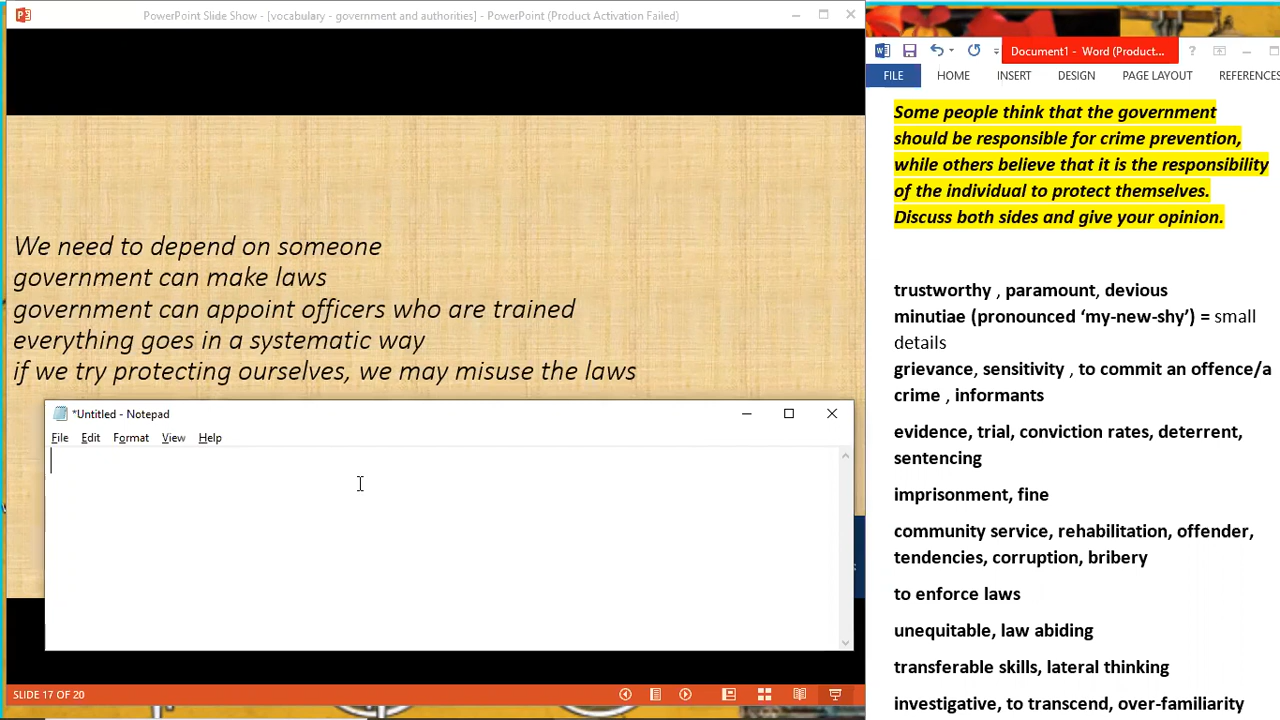 PowerPoint Slide Show - [vocabulary - government and authorities] - PowerPoint (Product Activation Failed)
We need to depend on someone
government can make laws
government can appoint officers who are trained
everything goes in a systematic way
if we try protecting ourselves, we may misuse the laws
*Untitled - Notepad
File Edit Format View Help
SLIDE 17 OF 20
Document1 - Word (Product...
FILE HOME INSERT DESIGN PAGE LAYOUT REFERENCES
Some people think that the government
should be responsible for crime prevention,
while others believe that it is the responsibility
of the individual to protect themselves.
Discuss both sides and give your opinion.
trustworthy , paramount, devious
minutiae (pronounced ‘my-new-shy’) = small
details
grievance, sensitivity , to commit an offence/a
crime , informants
evidence, trial, conviction rates, deterrent,
sentencing
imprisonment, fine
community service, rehabilitation, offender,
tendencies, corruption, bribery
to enforce laws
unequitable, law abiding
transferable skills, lateral thinking
investigative, to transcend, over-familiarity